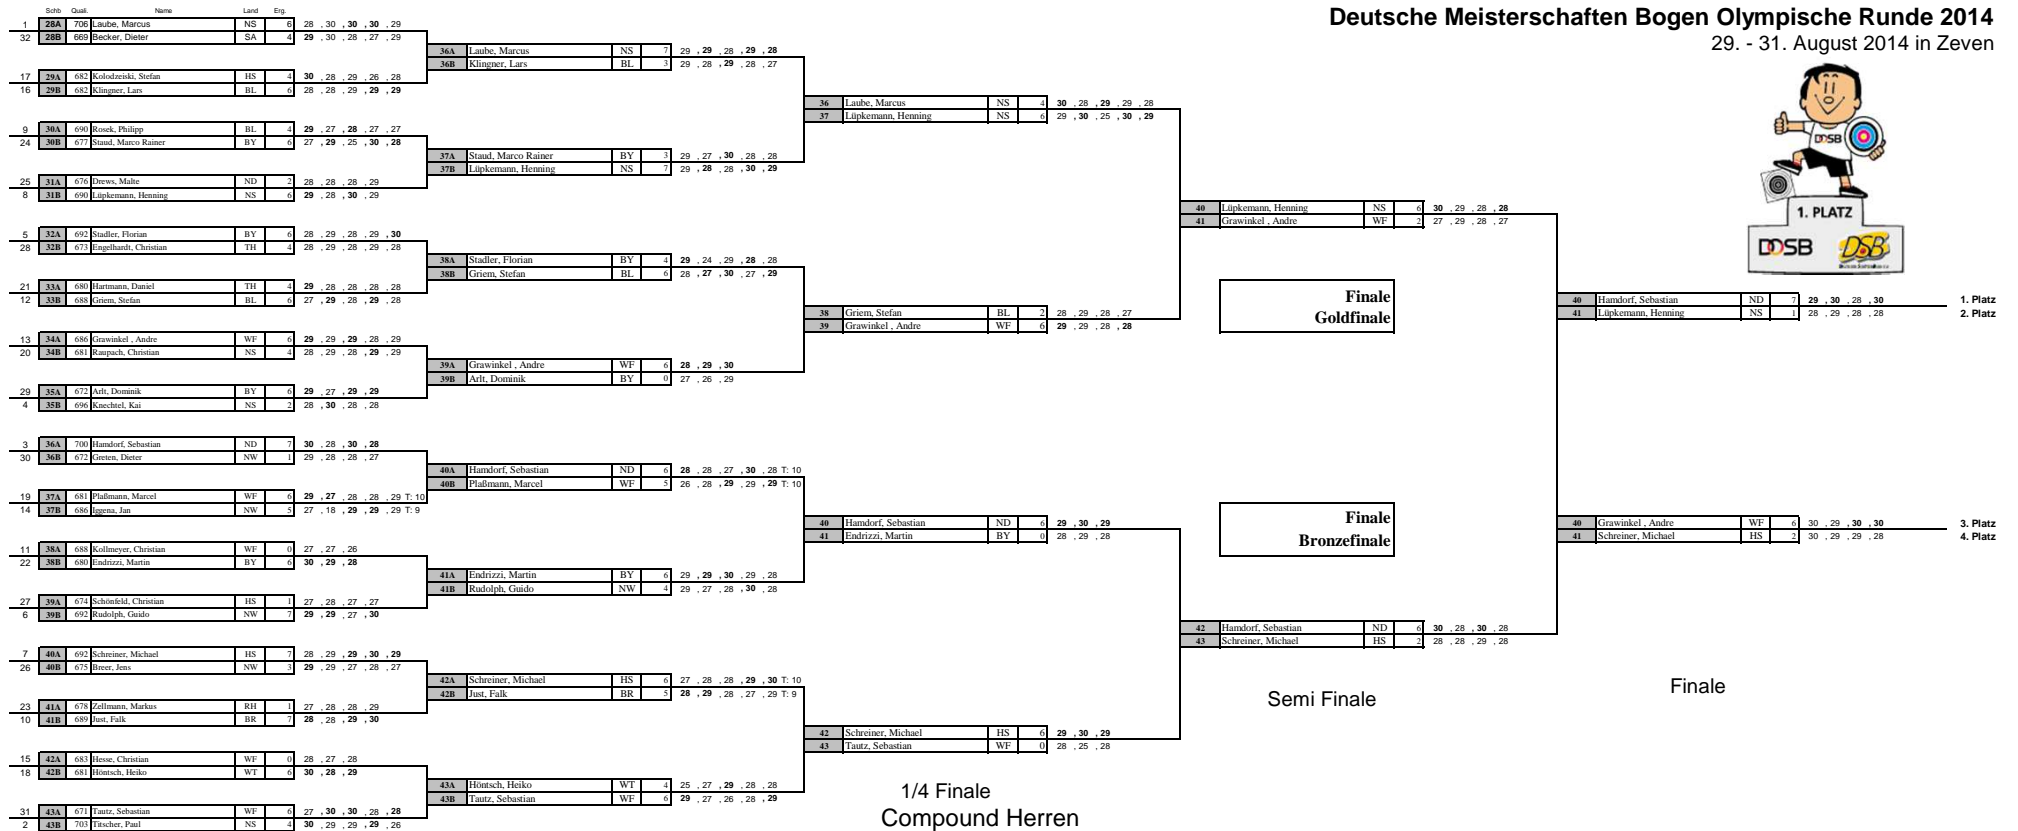 Deutsche Meisterschaften Bogen Olympische Runde 2014
29. - 31. August 2014 in Zeven
Schb Quali. Name Land Erg.
1 28A 706 Laube, Marcus NS 6 28 , 30 , 30 , 30 , 29
32 28B 669 Becker, Dieter SA 4 29 , 30 , 28 , 27 , 29
17 29A 682 Kolodzeiski, Stefan HS 4 30 , 28 , 29 , 26 , 28
16 29B 682 Klingner, Lars BL 6 28 , 28 , 29 , 29 , 29
9 30A 690 Rosek, Philipp BL 4 29 , 27 , 28 , 27 , 27
24 30B 677 Staud, Marco Rainer BY 6 27 , 29 , 25 , 30 , 28
25 31A 676 Drews, Malte ND 2 28 , 28 , 28 , 29
8 31B 690 Lüpkemann, Henning NS 6 29 , 28 , 30 , 29
5 32A 692 Stadler, Florian BY 6 28 , 29 , 28 , 29 , 30
28 32B 673 Engelhardt, Christian TH 4 28 , 29 , 28 , 29 , 28
21 33A 680 Hartmann, Daniel TH 4 29 , 28 , 28 , 28 , 28
12 33B 688 Griem, Stefan BL 6 27 , 29 , 28 , 29 , 28
13 34A 686 Grawinkel , Andre WF 6 29 , 29 , 29 , 28 , 29
20 34B 681 Raupach, Christian NS 4 28 , 29 , 28 , 29 , 29
29 35A 672 Arlt, Dominik BY 6 29 , 27 , 29 , 29
4 35B 696 Knechtel, Kai NS 2 28 , 30 , 28 , 28
3 36A 700 Hamdorf, Sebastian ND 7 30 , 28 , 30 , 28
30 36B 672 Greten, Dieter NW 1 29 , 28 , 28 , 27
19 37A 681 Plaßmann, Marcel WF 6 29 , 27 , 28 , 28 , 29 T: 10
14 37B 686 Iggena, Jan NW 5 27 , 18 , 29 , 29 , 29 T: 9
11 38A 688 Kollmeyer, Christian WF 0 27 , 27 , 26
22 38B 680 Endrizzi, Martin BY 6 30 , 29 , 28
27 39A 674 Schönfeld, Christian HS 1 27 , 28 , 27 , 27
6 39B 692 Rudolph, Guido NW 7 29 , 29 , 27 , 30
7 40A 692 Schreiner, Michael HS 7 28 , 29 , 29 , 30 , 29
26 40B 675 Breer, Jens NW 3 29 , 29 , 27 , 28 , 27
23 41A 678 Zellmann, Markus RH 1 27 , 28 , 28 , 29
10 41B 689 Just, Falk BR 7 28 , 28 , 29 , 30
15 42A 683 Hesse, Christian WF 0 28 , 27 , 28
18 42B 681 Höntsch, Heiko WT 6 30 , 28 , 29
31 43A 671 Tautz, Sebastian WF 6 27 , 30 , 30 , 28 , 28
2 43B 703 Titscher, Paul NS 4 30 , 29 , 29 , 29 , 26
36A Laube, Marcus NS 7 29 , 29 , 28 , 29 , 28
36B Klingner, Lars BL 3 29 , 28 , 29 , 28 , 27
37A Staud, Marco Rainer BY 3 29 , 27 , 30 , 28 , 28
37B Lüpkemann, Henning NS 7 29 , 28 , 28 , 30 , 29
38A Stadler, Florian BY 4 29 , 24 , 29 , 28 , 28
38B Griem, Stefan BL 6 28 , 27 , 30 , 27 , 29
39A Grawinkel , Andre WF 6 28 , 29 , 30
39B Arlt, Dominik BY 0 27 , 26 , 29
40A Hamdorf, Sebastian ND 6 28 , 28 , 27 , 30 , 28 T: 10
40B Plaßmann, Marcel WF 5 26 , 28 , 29 , 29 , 29 T: 10
41A Endrizzi, Martin BY 6 29 , 29 , 30 , 29 , 28
41B Rudolph, Guido NW 4 29 , 27 , 28 , 30 , 28
42A Schreiner, Michael HS 6 27 , 28 , 28 , 29 , 30 T: 10
42B Just, Falk BR 5 28 , 29 , 28 , 27 , 29 T: 9
43A Höntsch, Heiko WT 4 25 , 27 , 29 , 28 , 28
43B Tautz, Sebastian WF 6 29 , 27 , 26 , 28 , 29
36 Laube, Marcus NS 4 30 , 28 , 29 , 29 , 28
37 Lüpkemann, Henning NS 6 29 , 30 , 25 , 30 , 29
38 Griem, Stefan BL 2 28 , 29 , 28 , 27
39 Grawinkel , Andre WF 6 29 , 29 , 28 , 28
40 Hamdorf, Sebastian ND 6 29 , 30 , 29
41 Endrizzi, Martin BY 0 28 , 29 , 28
42 Schreiner, Michael HS 6 29 , 30 , 29
43 Tautz, Sebastian WF 0 28 , 25 , 28
1/4 Finale
Compound Herren
40 Lüpkemann, Henning NS 6 30 , 29 , 28 , 28
41 Grawinkel , Andre WF 2 27 , 29 , 28 , 27
Finale
Goldfinale
Finale
Bronzefinale
42 Hamdorf, Sebastian ND 6 30 , 28 , 30 , 28
43 Schreiner, Michael HS 2 28 , 28 , 29 , 28
Semi Finale
DOSB
1. PLATZ
DOSB DSB
40 Hamdorf, Sebastian ND 7 29 , 30 , 28 , 30 1. Platz
41 Lüpkemann, Henning NS 1 28 , 29 , 28 , 28 2. Platz
40 Grawinkel , Andre WF 6 30 , 29 , 30 , 30 3. Platz
41 Schreiner, Michael HS 2 30 , 29 , 29 , 28 4. Platz
Finale